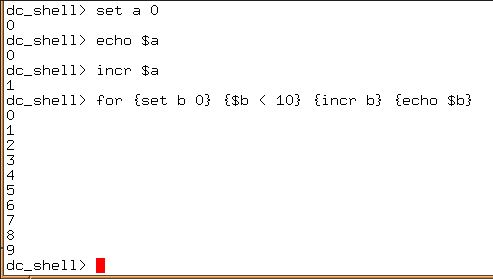 dc_shell> set a 0
0
dc_shell> echo $a
0
dc_shell> incr $a
1
dc_shell> for {set b 0} {$b < 10} {incr b} {echo $b}
0
1
2
3
4
5
6
7
8
9
dc_shell>